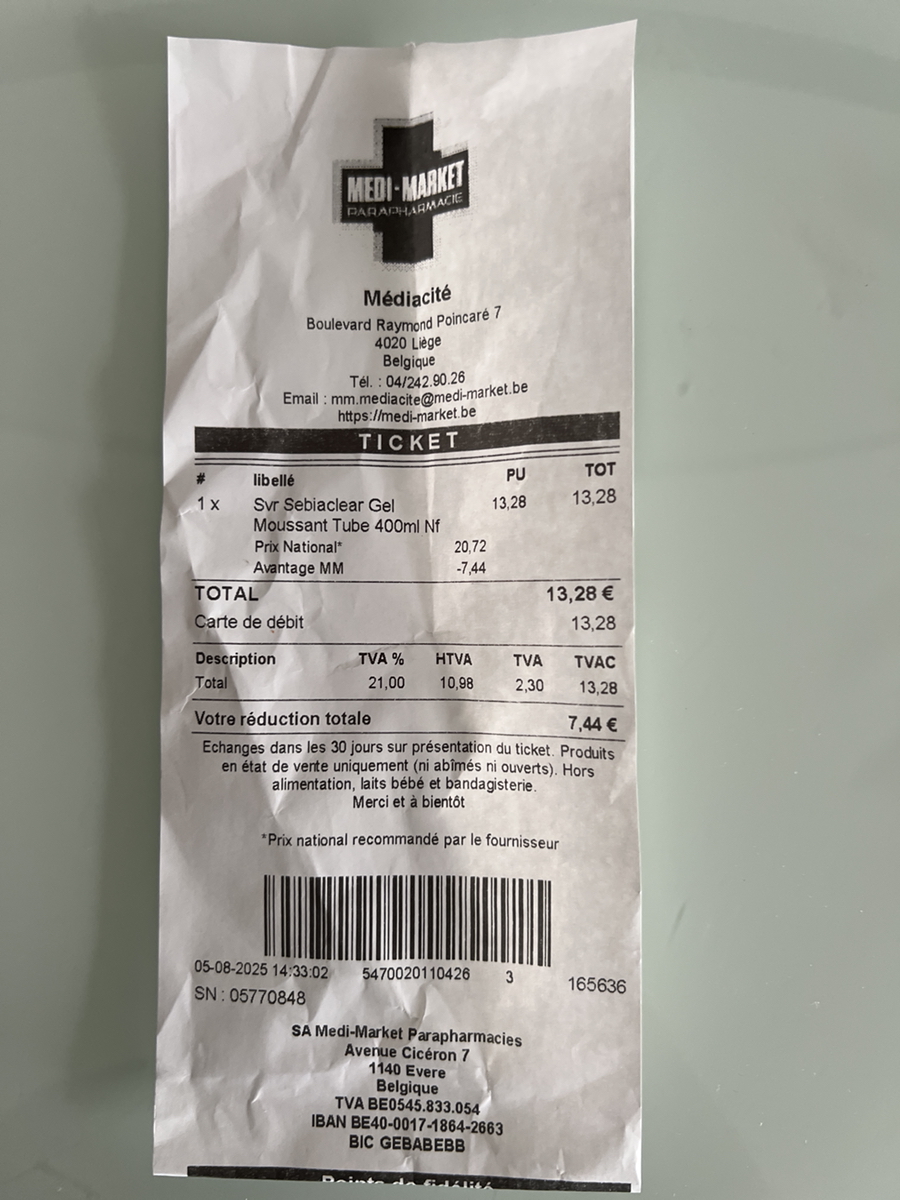 MEDI-MARKET
PARAPHARMACIE
Médiacité
Boulevard Raymond Poincaré 7
4020 Liège
Belgique
Tél. : 04/242.90.26
Email : mm.mediacite@medi-market.be
https://medi-market.be
TICKET
# libellé PU TOT
1 x Svr Sebiaclear Gel 13,28 13,28
Moussant Tube 400ml Nf
Prix National* 20,72
Avantage MM -7,44
TOTAL 13,28 €
Carte de débit 13,28
Description TVA % HTVA TVA TVAC
Total 21,00 10,98 2,30 13,28
Votre réduction totale 7,44 €
Echanges dans les 30 jours sur présentation du ticket. Produits
en état de vente uniquement (ni abîmés ni ouverts). Hors
alimentation, laits bébé et bandagisterie.
Merci et à bientôt
*Prix national recommandé par le fournisseur
05-08-2025 14:33:02 5470020110426 3 165636
SN : 05770848
SA Medi-Market Parapharmacies
Avenue Cicéron 7
1140 Evere
Belgique
TVA BE0545.833.054
IBAN BE40-0017-1864-2663
BIC GEBABEBB
Points de fidélité